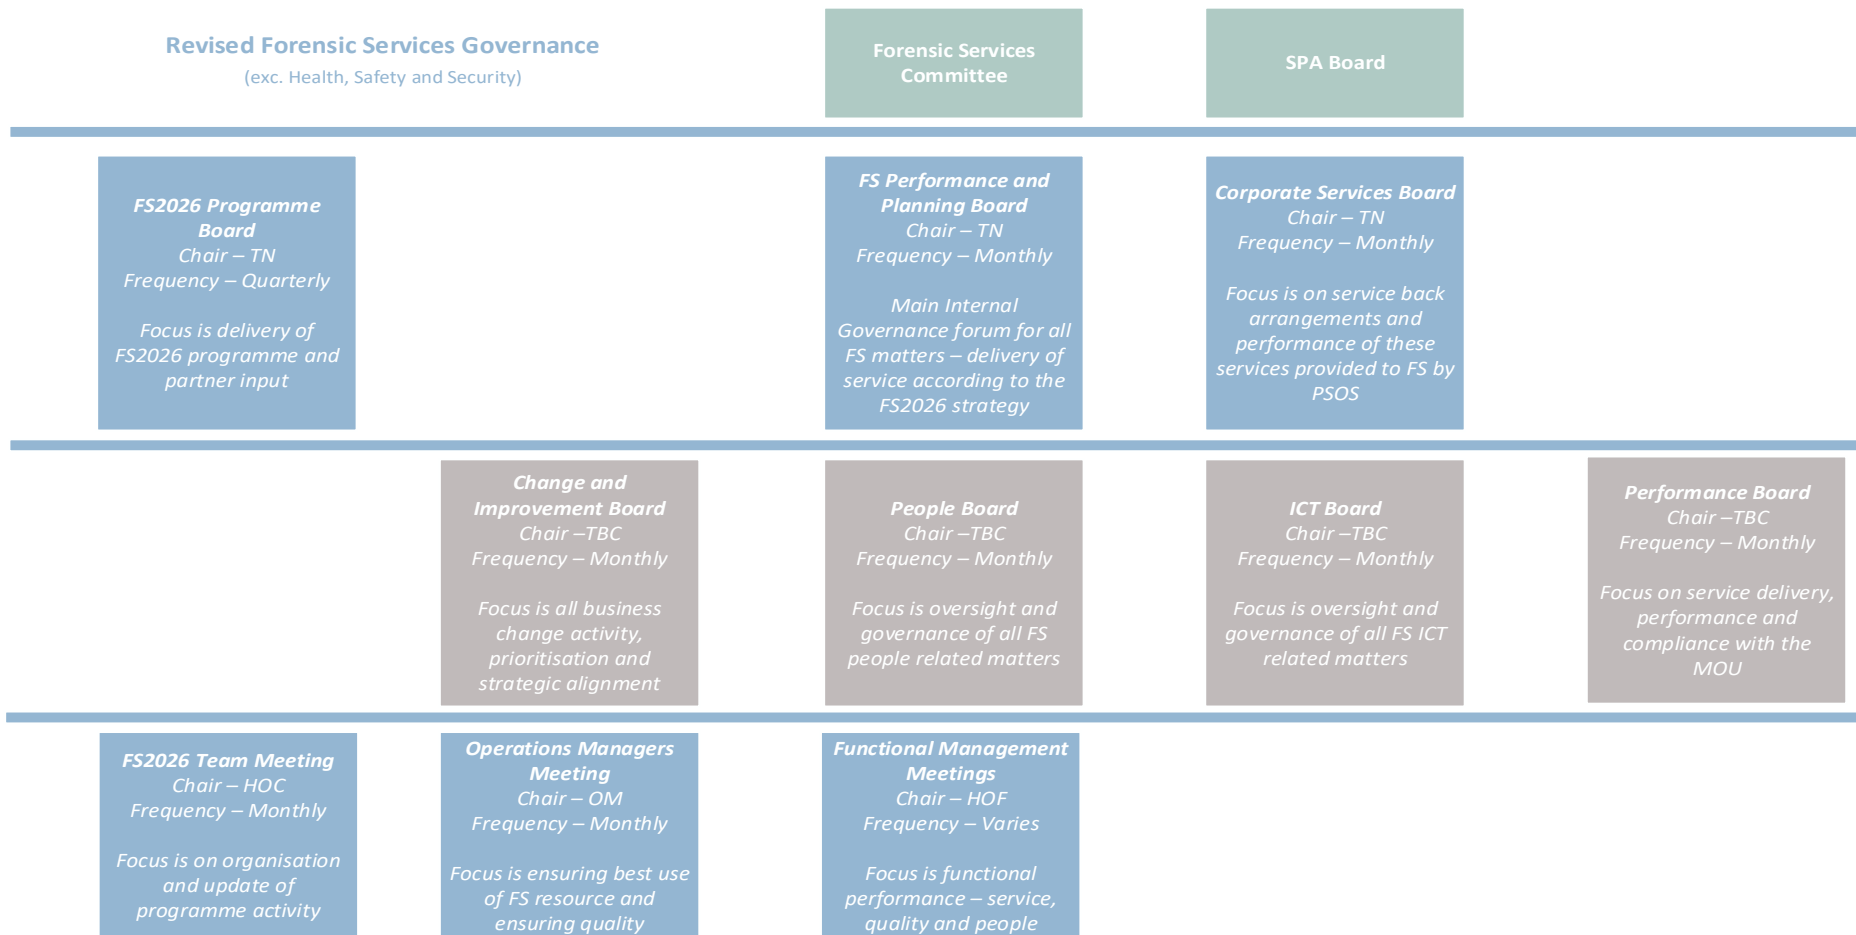 Revised Forensic Services Governance
(exc. Health, Safety and Security)
Forensic Services
Committee
SPA Board
FS2026 Programme
Board
Chair – TN
Frequency – Quarterly
Focus is delivery of
FS2026 programme and
partner input
FS Performance and
Planning Board
Chair – TN
Frequency – Monthly
Main Internal
Governance forum for all
FS matters – delivery of
service according to the
FS2026 strategy
Corporate Services Board
Chair – TN
Frequency – Monthly
Focus is on service back
arrangements and
performance of these
services provided to FS by
PSOS
Change and
Improvement Board
Chair –TBC
Frequency – Monthly
Focus is all business
change activity,
prioritisation and
strategic alignment
People Board
Chair –TBC
Frequency – Monthly
Focus is oversight and
governance of all FS
people related matters
ICT Board
Chair –TBC
Frequency – Monthly
Focus is oversight and
governance of all FS ICT
related matters
Performance Board
Chair –TBC
Frequency – Monthly
Focus on service delivery,
performance and
compliance with the
MOU
FS2026 Team Meeting
Chair – HOC
Frequency – Monthly
Focus is on organisation
and update of
programme activity
Operations Managers
Meeting
Chair – OM
Frequency – Monthly
Focus is ensuring best use
of FS resource and
ensuring quality
Functional Management
Meetings
Chair – HOF
Frequency – Varies
Focus is functional
performance – service,
quality and people